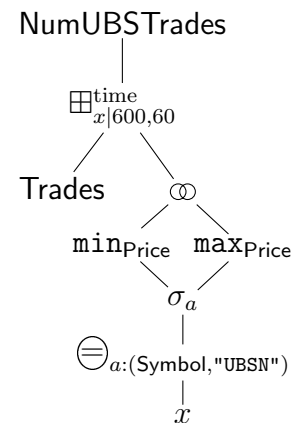 NumUBSTrades
⊞^time_x|600,60
Trades
min_Price max_Price
σ_a
=_a:(Symbol,"UBSN")
x